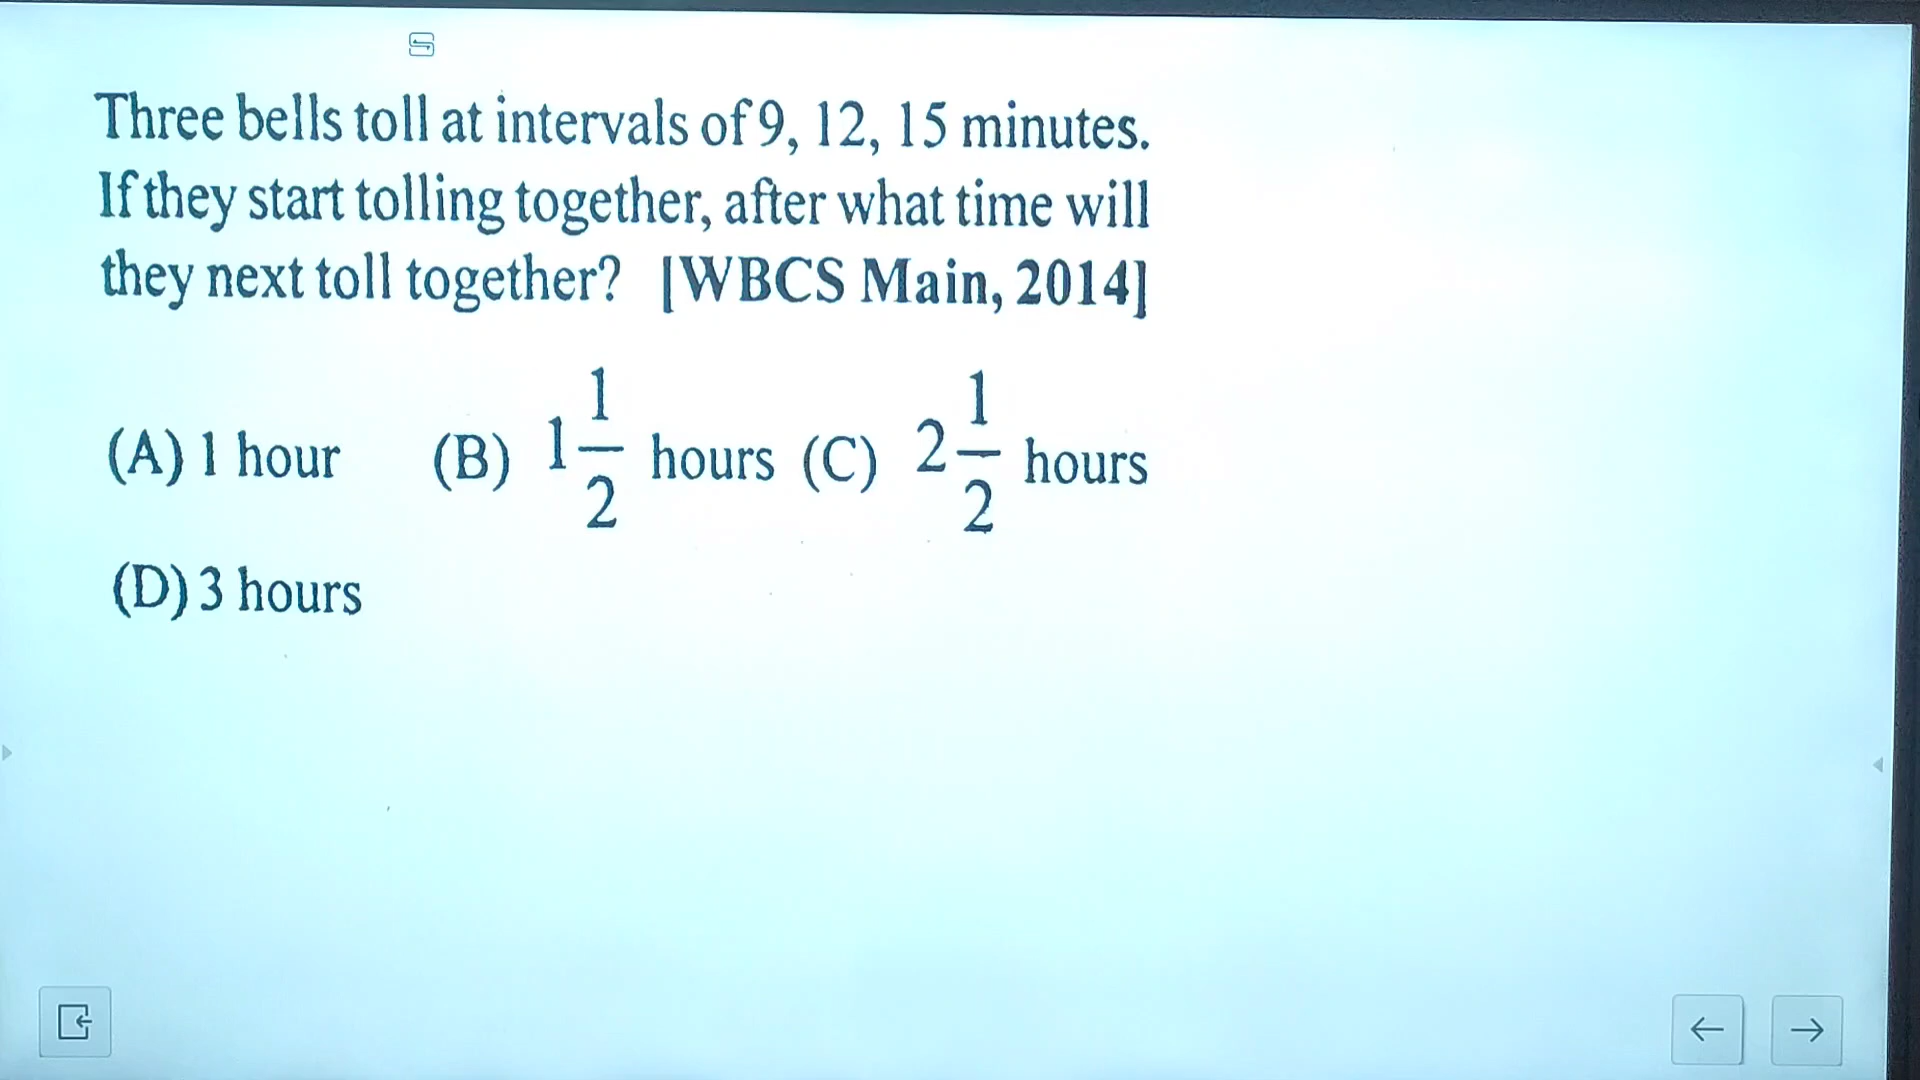 Three bells toll at intervals of 9, 12, 15 minutes.
If they start tolling together, after what time will
they next toll together? [WBCS Main, 2014]
(A) 1 hour (B) 1 1/2 hours (C) 2 1/2 hours
(D) 3 hours